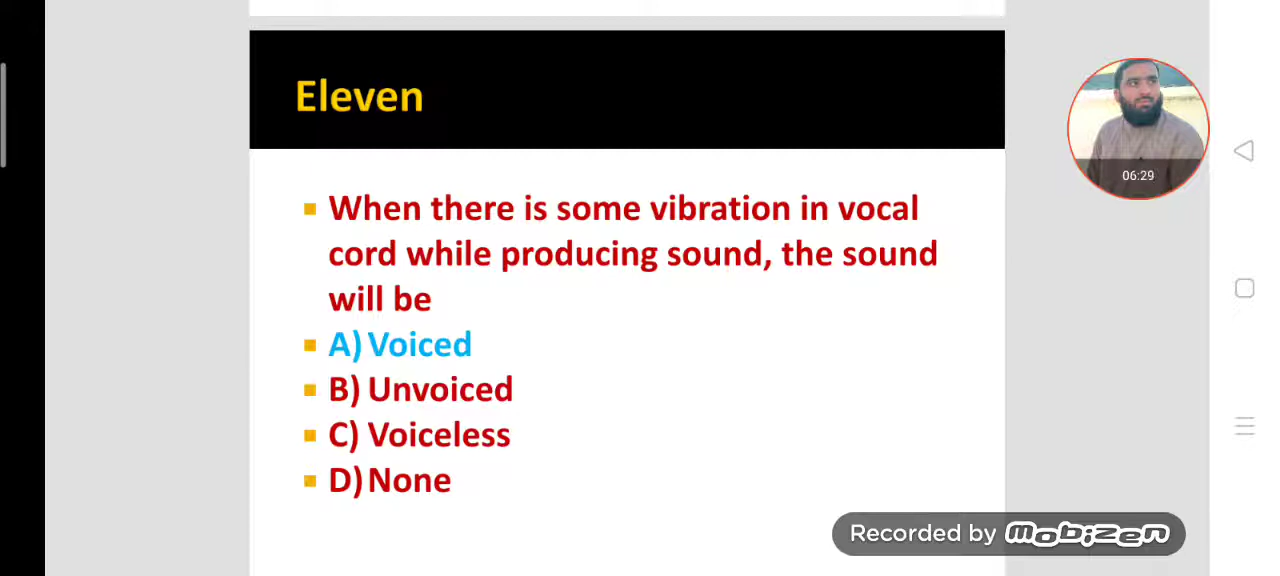 Eleven
06:29
When there is some vibration in vocal
cord while producing sound, the sound
will be
A) Voiced
B) Unvoiced
C) Voiceless
D) None
Recorded by mobizen